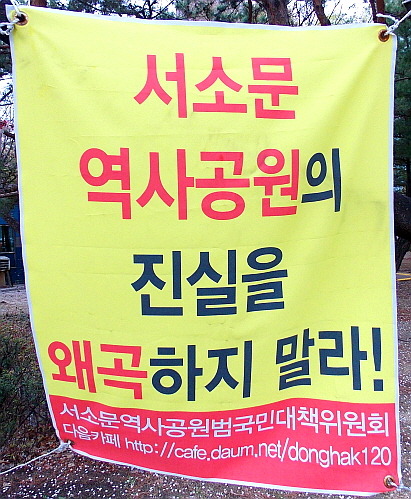 서소문
역사공원의
진실을
왜곡하지 말라!
서소문역사공원범국민대책위원회
다음카페 http://cafe.daum.net/donghak120